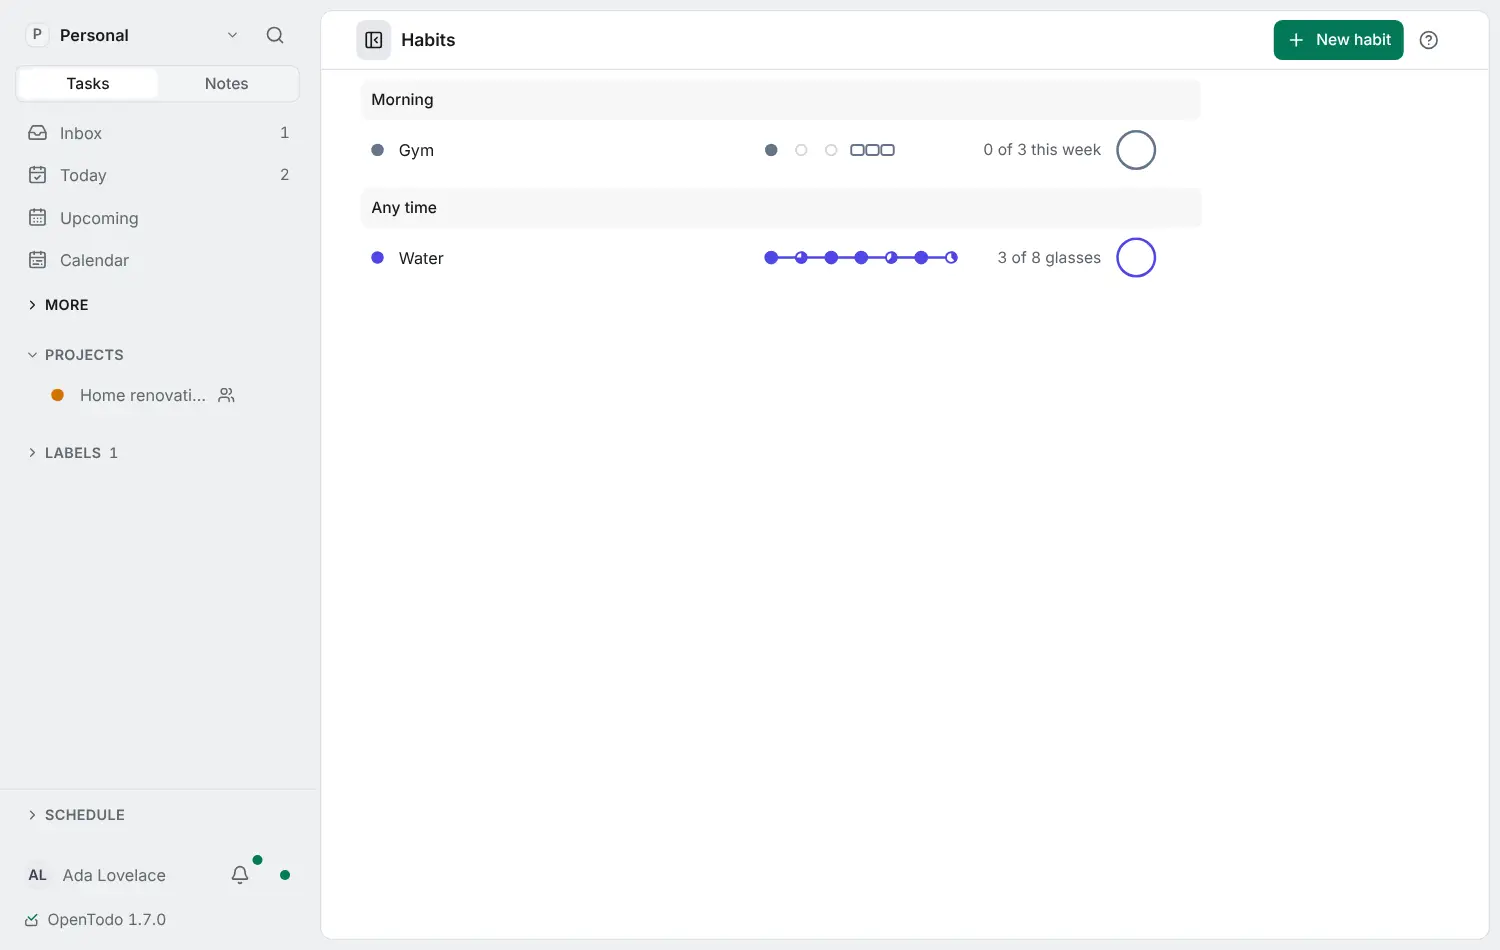 P Personal
Tasks Notes
Inbox 1
Today 2
Upcoming
Calendar
MORE
PROJECTS
Home renovati...
LABELS 1
SCHEDULE
AL Ada Lovelace
OpenTodo 1.7.0
Habits
New habit
Morning
Gym 0 of 3 this week
Any time
Water 3 of 8 glasses